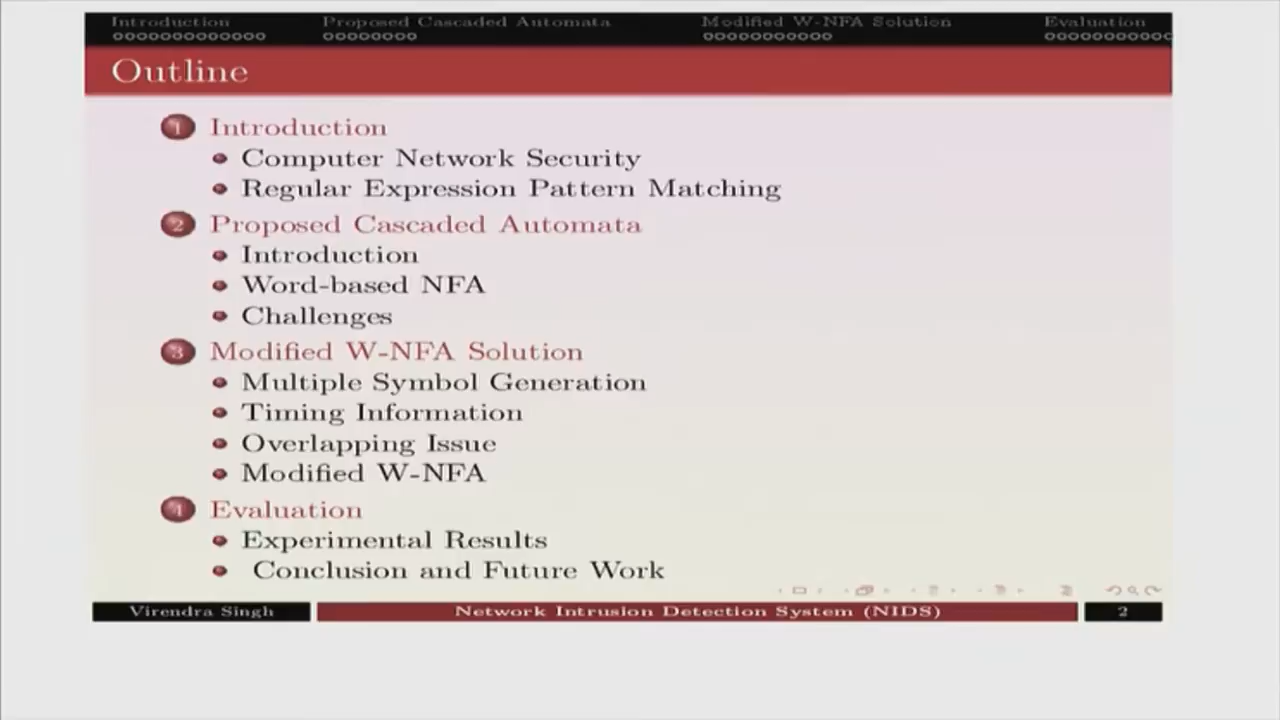 Introduction Proposed Cascaded Automata Modified W-NFA Solution Evaluation
Outline
1 Introduction
Computer Network Security
Regular Expression Pattern Matching
2 Proposed Cascaded Automata
Introduction
Word-based NFA
Challenges
3 Modified W-NFA Solution
Multiple Symbol Generation
Timing Information
Overlapping Issue
Modified W-NFA
4 Evaluation
Experimental Results
Conclusion and Future Work
Virendra Singh Network Intrusion Detection System (NIDS) 2